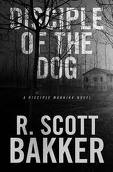 DISCIPLE
OF THE
DOG
A DISCIPLE MANNING NOVEL
R. SCOTT
BAKKER